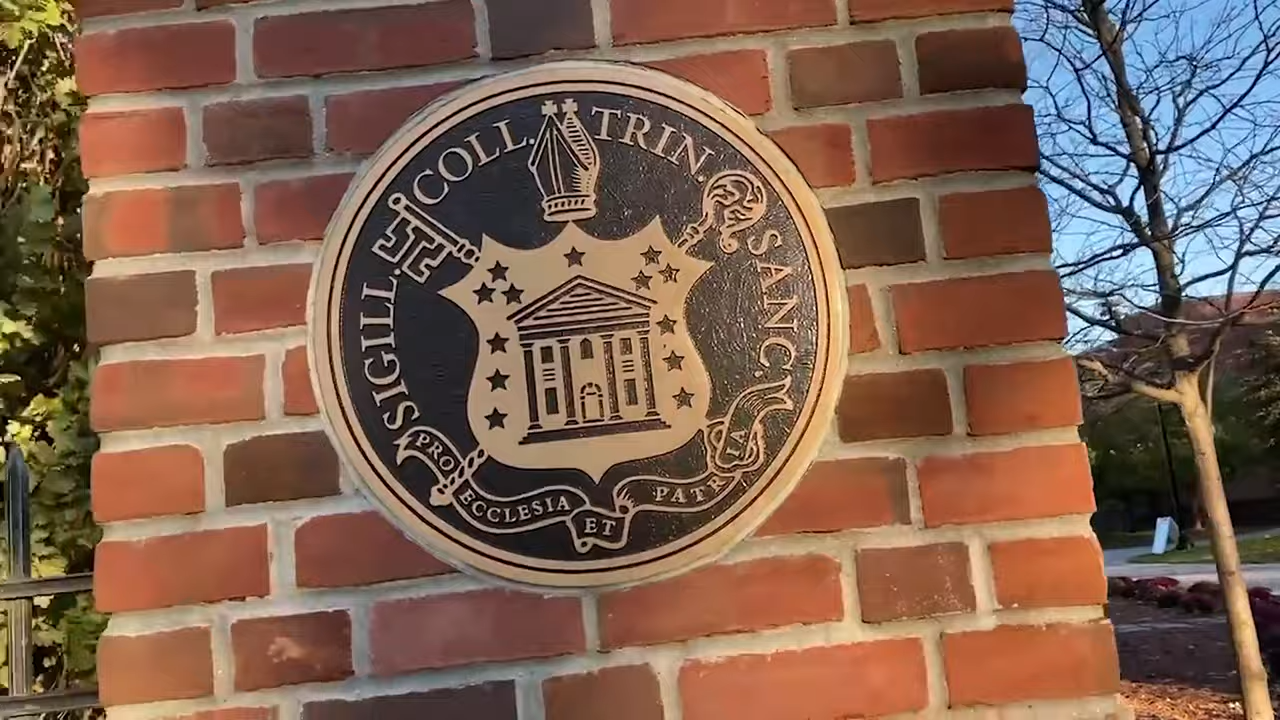 SIGILL. COLL. TRIN. SANC.
PRO ECCLESIA ET PATRIA